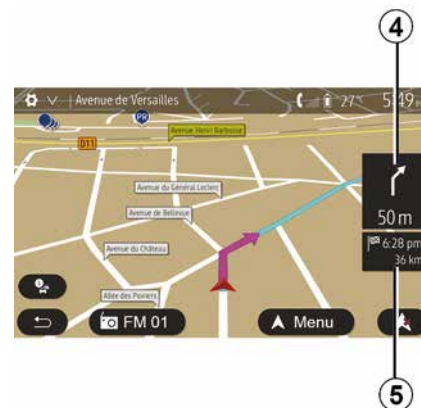 4
Avenue de Versailles
27°
5:49
PR
Avenue Henri Barbusse
D11
Avenue du Général Leclerc
50 m
Avenue de Bellevue
6:28 pm
Avenue du Château
36 km
Allée des Poiriers
FM 01
Menu
5